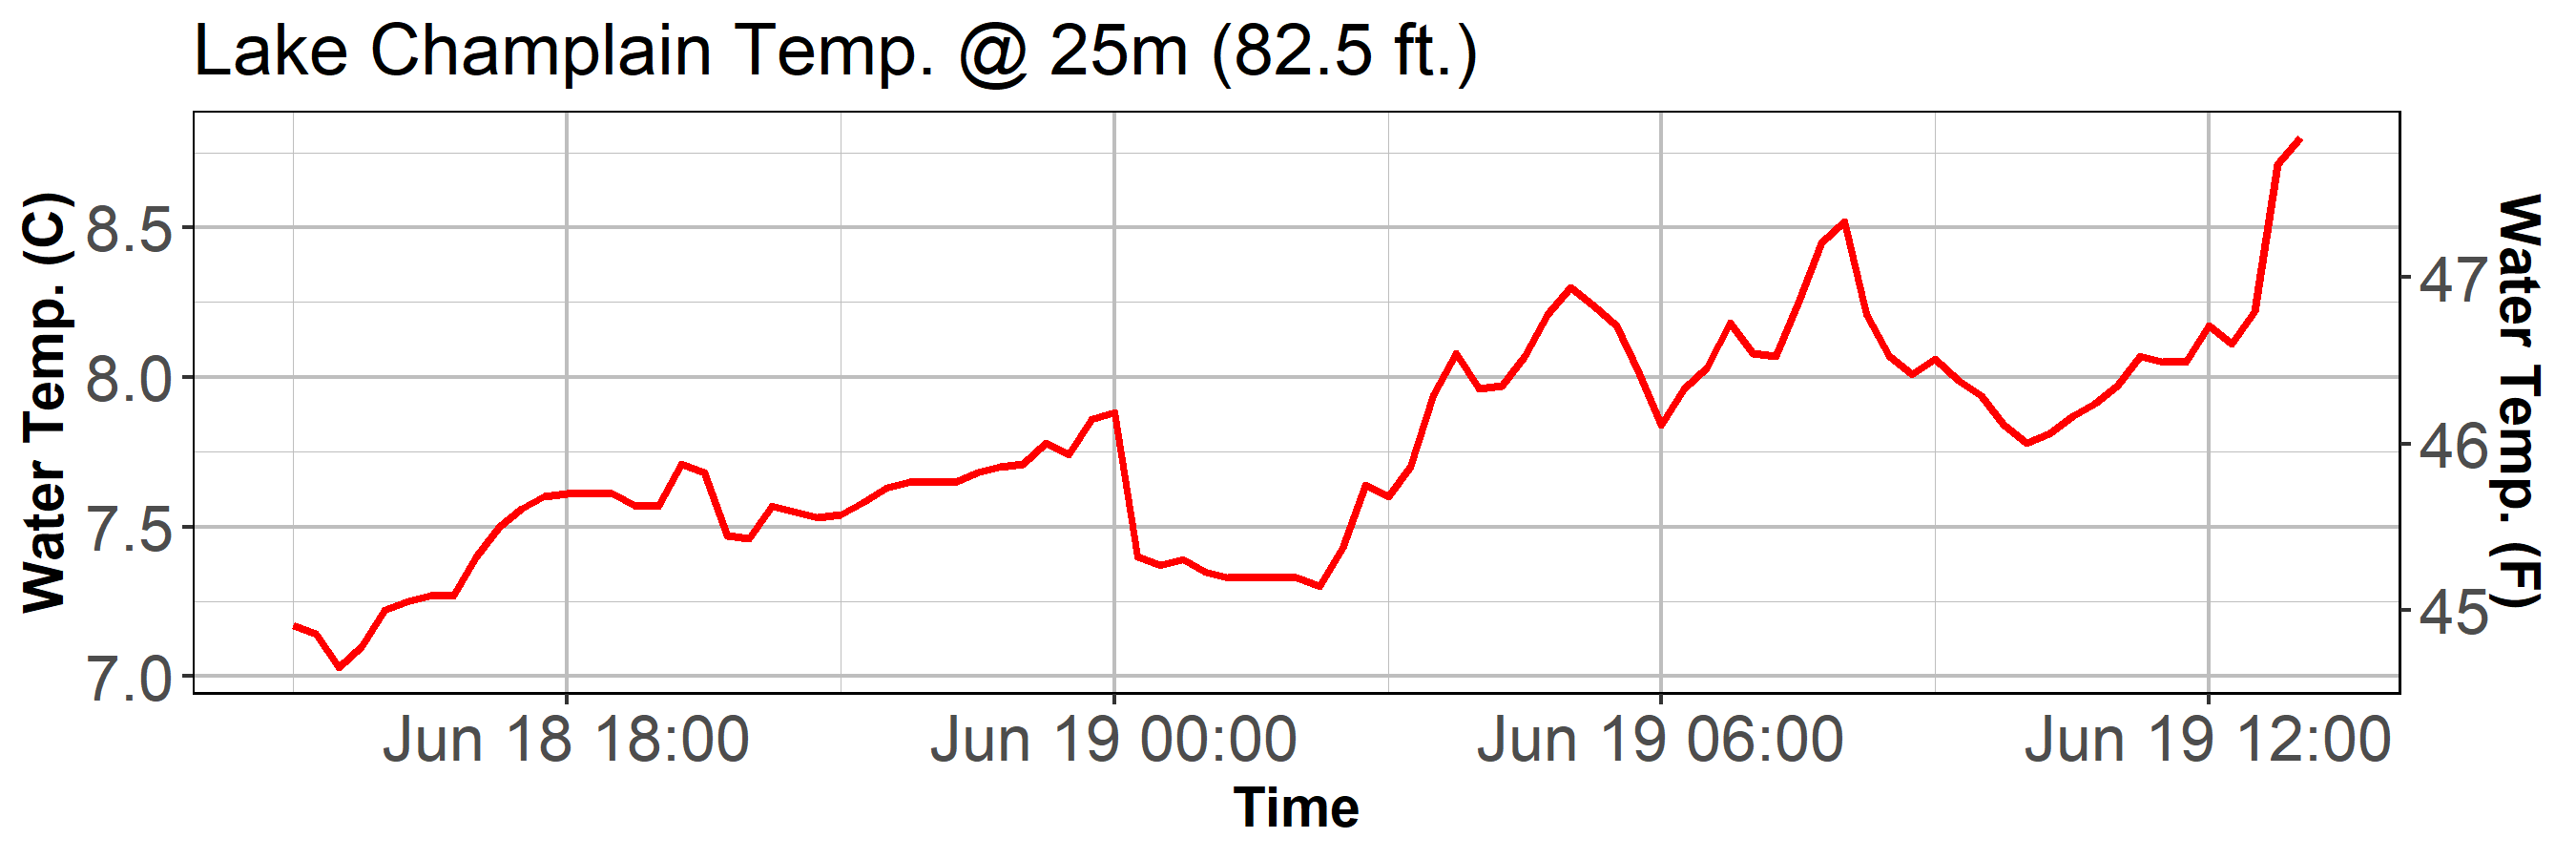 Lake Champlain Temp. @ 25m (82.5 ft.)
Water Temp. (C)
8.5
8.0
7.5
7.0
47
46
45
Water Temp. (F)
Jun 18 18:00
Jun 19 00:00
Jun 19 06:00
Jun 19 12:00
Time